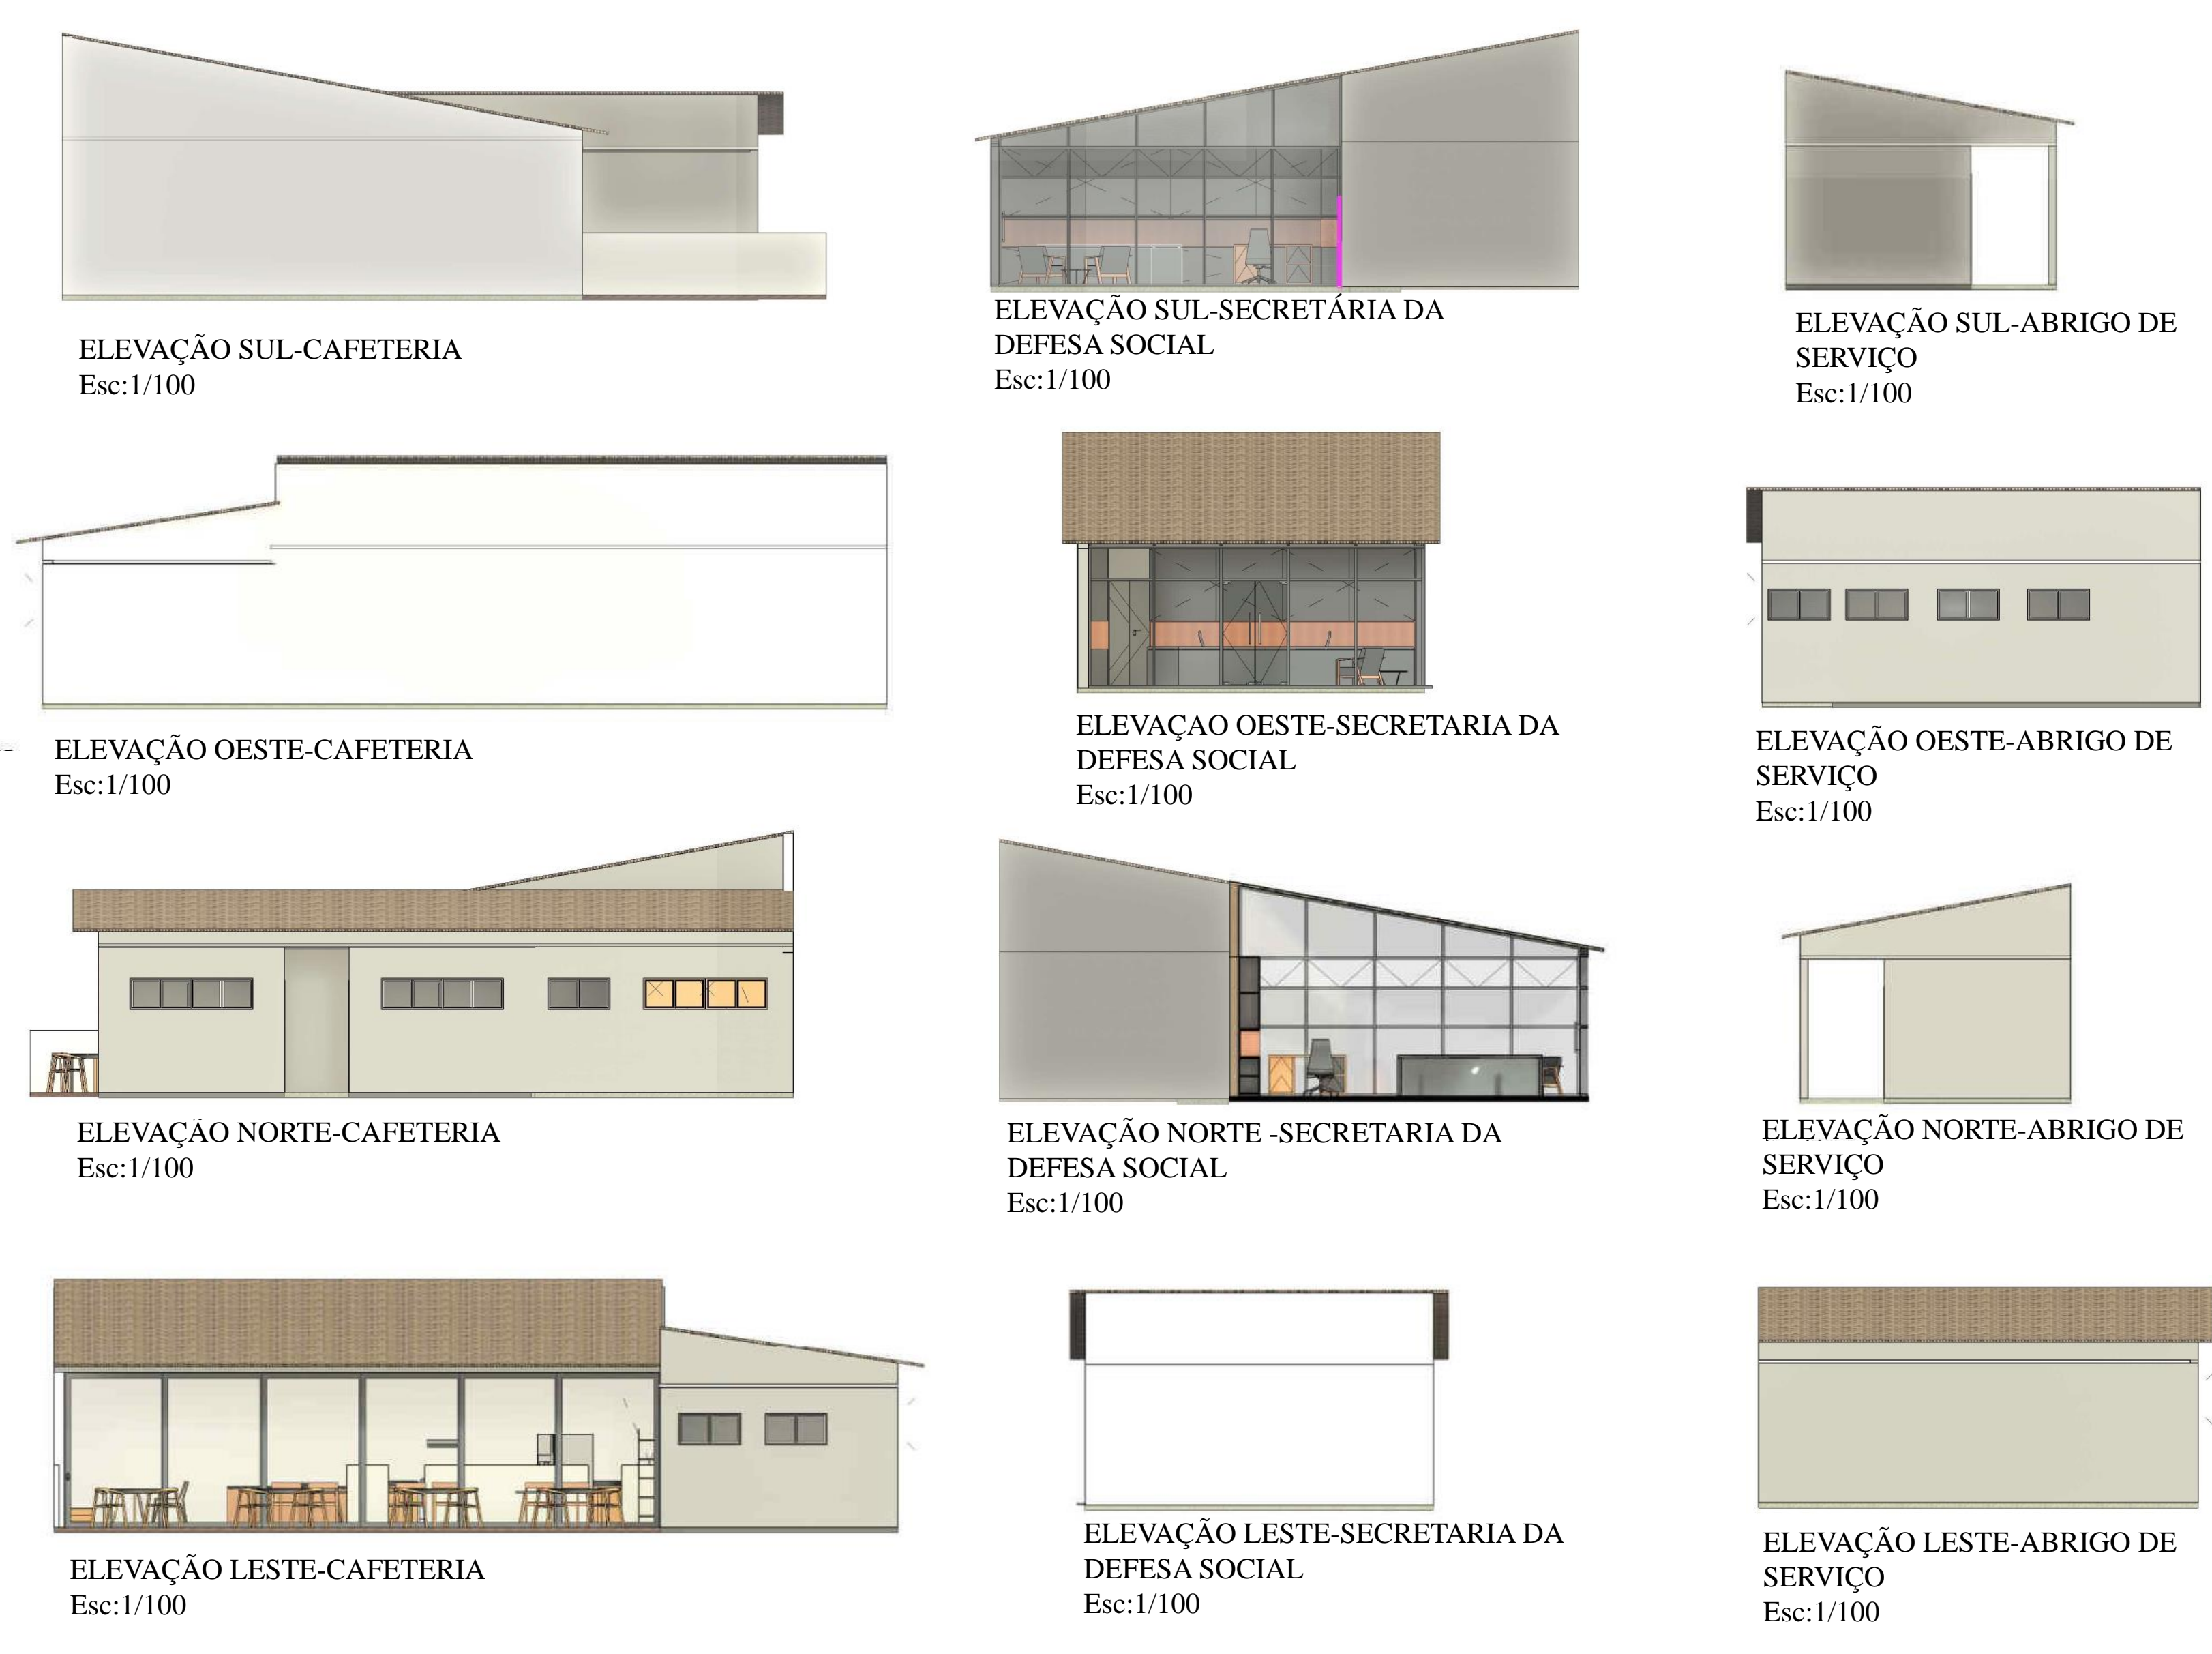 ELEVAÇÃO SUL-CAFETERIA
Esc:1/100
ELEVAÇÃO SUL-SECRETÁRIA DA
DEFESA SOCIAL
Esc:1/100
ELEVAÇÃO SUL-ABRIGO DE
SERVIÇO
Esc:1/100
ELEVAÇÃO OESTE-CAFETERIA
Esc:1/100
ELEVAÇAO OESTE-SECRETARIA DA
DEFESA SOCIAL
Esc:1/100
ELEVAÇÃO OESTE-ABRIGO DE
SERVIÇO
Esc:1/100
ELEVAÇÃO NORTE-CAFETERIA
Esc:1/100
ELEVAÇÃO NORTE -SECRETARIA DA
DEFESA SOCIAL
Esc:1/100
ELEVAÇÃO NORTE-ABRIGO DE
SERVIÇO
Esc:1/100
ELEVAÇÃO LESTE-CAFETERIA
Esc:1/100
ELEVAÇÃO LESTE-SECRETARIA DA
DEFESA SOCIAL
Esc:1/100
ELEVAÇÃO LESTE-ABRIGO DE
SERVIÇO
Esc:1/100